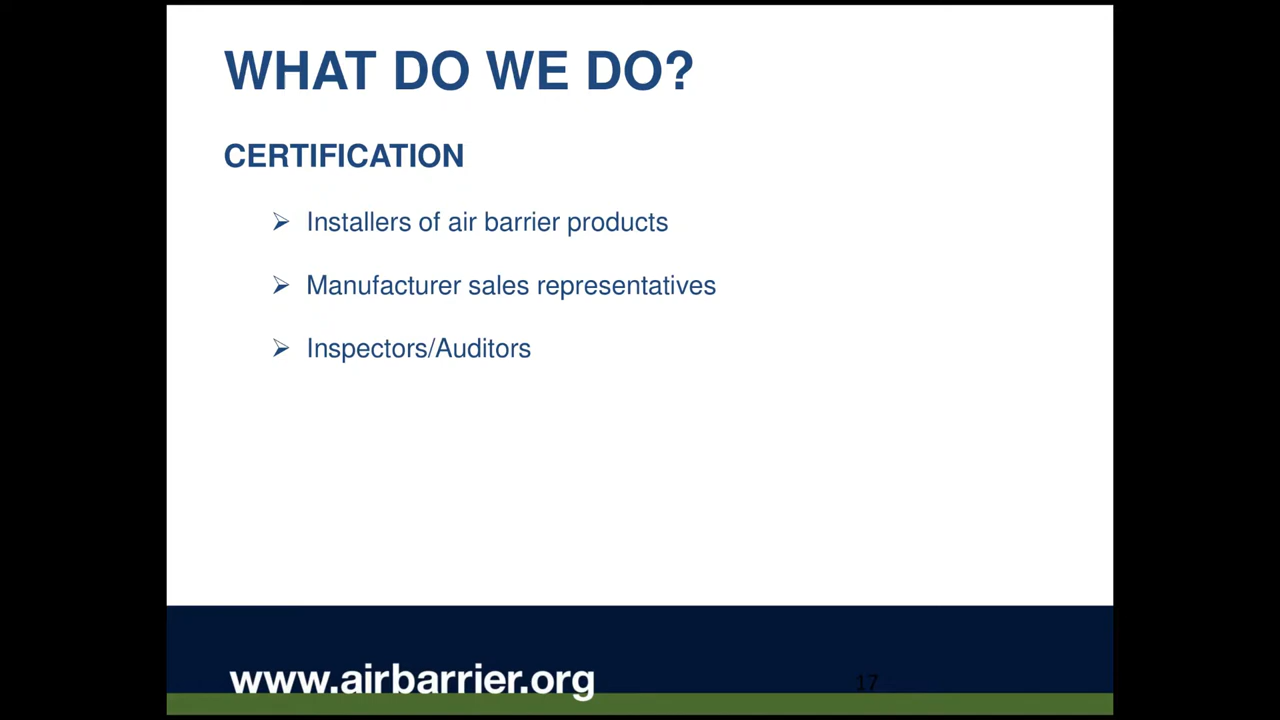 WHAT DO WE DO?
CERTIFICATION
➢ Installers of air barrier products
➢ Manufacturer sales representatives
➢ Inspectors/Auditors
www.airbarrier.org
17